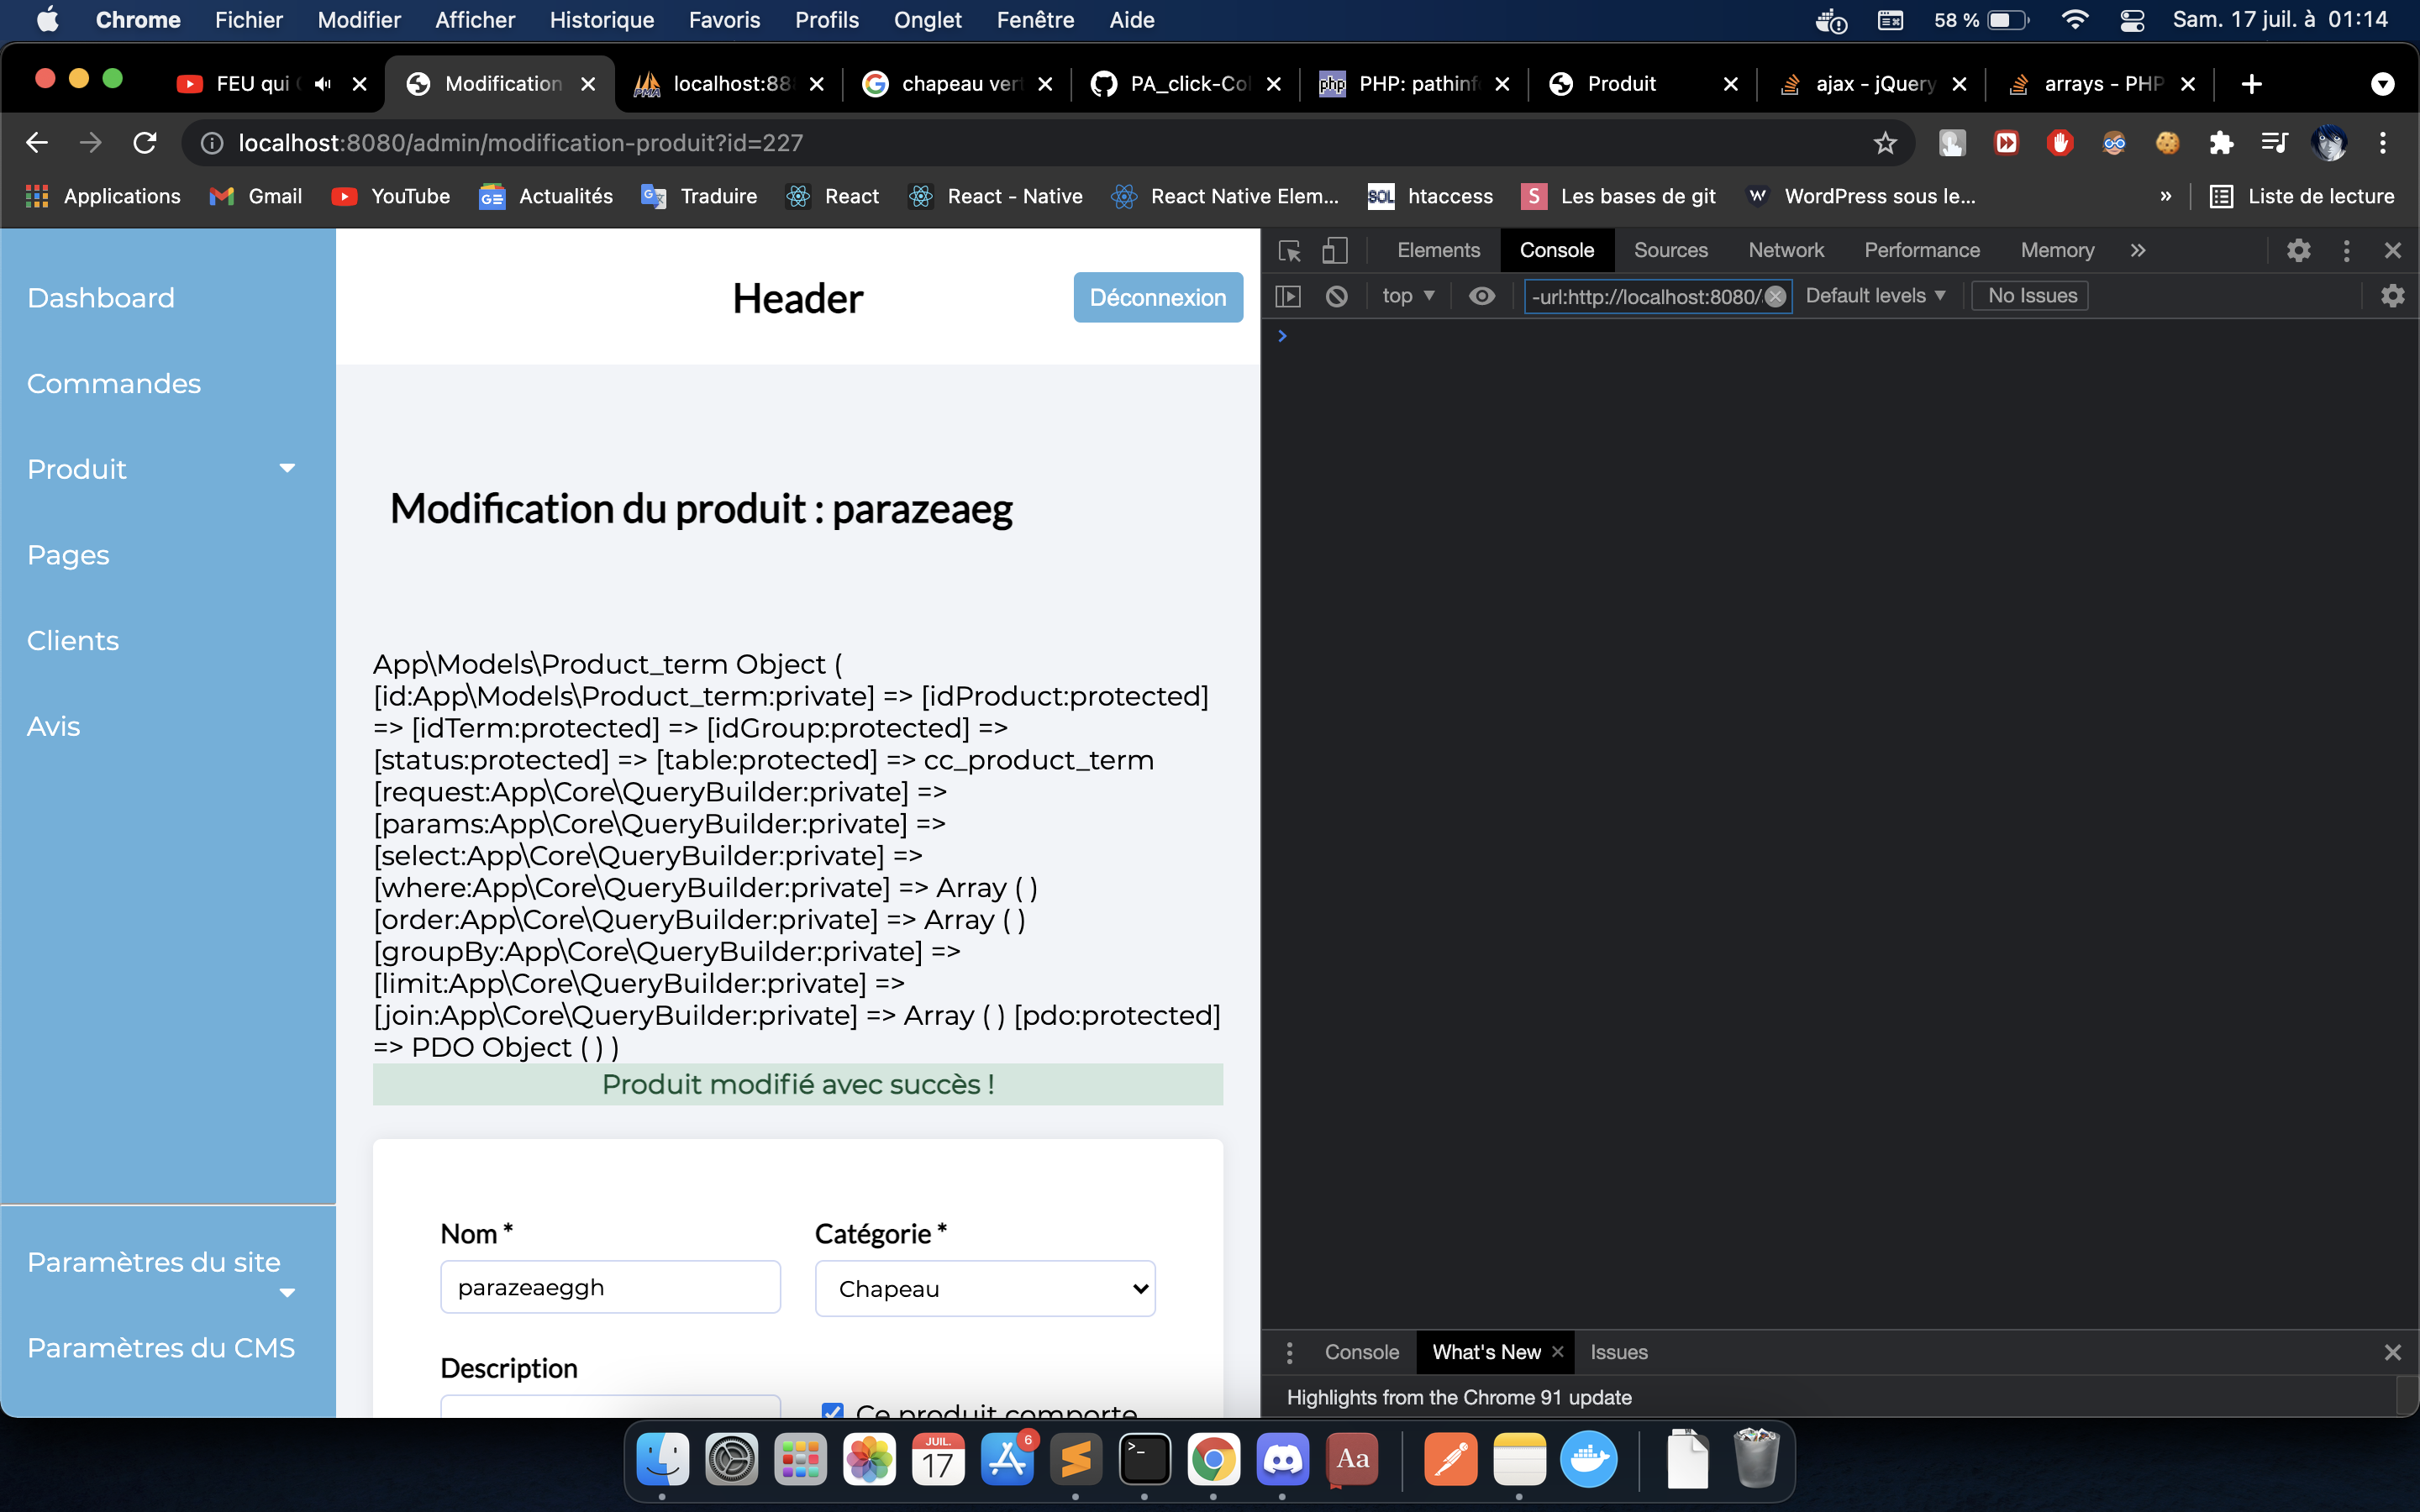 Chrome Fichier Modifier Afficher Historique Favoris Profils Onglet Fenêtre Aide 58 % Sam. 17 juil. à 01:14
FEU qui Modification localhost:88 chapeau ver PA_click-Col PHP: pathinf Produit ajax - jQuery arrays - PHP
localhost:8080/admin/modification-produit?id=227
Applications Gmail YouTube Actualités Traduire React React - Native React Native Elem... SOL htaccess S Les bases de git W WordPress sous le... » Liste de lecture
Dashboard
Commandes
Produit
Pages
Clients
Avis
Paramètres du site
Paramètres du CMS
Header
Déconnexion
Modification du produit : parazeaeg
App\Models\Product_term Object (
[id:App\Models\Product_term:private] => [idProduct:protected]
=> [idTerm:protected] => [idGroup:protected] =>
[status:protected] => [table:protected] => cc_product_term
[request:App\Core\QueryBuilder:private] =>
[params:App\Core\QueryBuilder:private] =>
[select:App\Core\QueryBuilder:private] =>
[where:App\Core\QueryBuilder:private] => Array ( )
[order:App\Core\QueryBuilder:private] => Array ( )
[groupBy:App\Core\QueryBuilder:private] =>
[limit:App\Core\QueryBuilder:private] =>
[join:App\Core\QueryBuilder:private] => Array ( ) [pdo:protected]
=> PDO Object ( ) )
Produit modifié avec succès !
Nom * Catégorie *
parazeaeggh Chapeau
Description
Ce produit comporte
Elements Console Sources Network Performance Memory »
top -url:http://localhost:8080/ Default levels No Issues
Console What's New Issues
Highlights from the Chrome 91 update
JUIL.
17
6
Aa